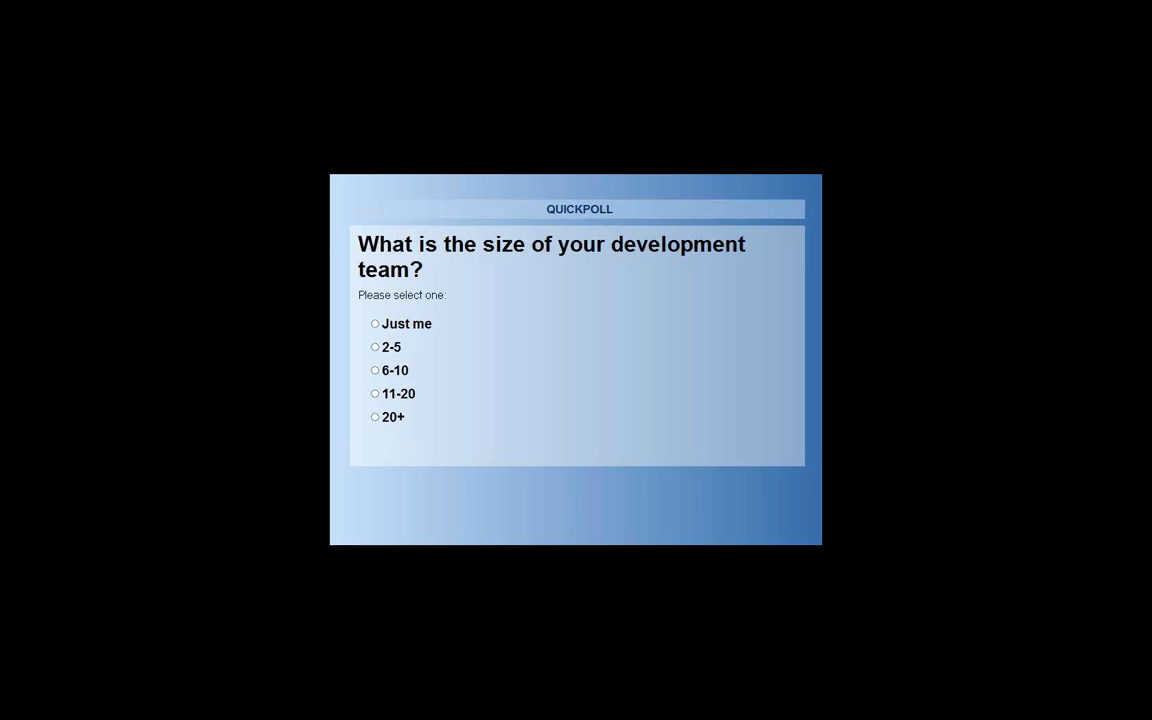 QUICKPOLL
What is the size of your development
team?
Please select one:
Just me
2-5
6-10
11-20
20+